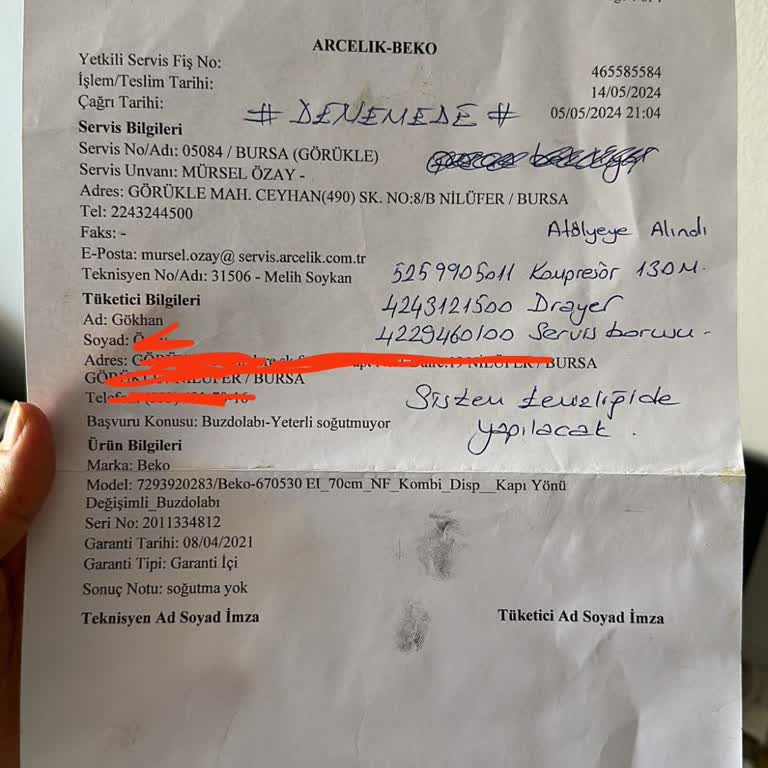 ARCELIK-BEKO
Yetkili Servis Fiş No:
465585584
İşlem/Teslim Tarihi:
14/05/2024
Çağrı Tarihi:
05/05/2024 21:04
# DENEMEDE #
Servis Bilgileri
Servis No/Adı: 05084 / BURSA (GÖRÜKLE)
Servis Unvanı: MÜRSEL ÖZAY -
Adres: GÖRÜKLE MAH. CEYHAN(490) SK. NO:8/B NİLÜFER / BURSA
Tel: 2243244500
Atölyeye Alındı
Faks: -
E-Posta: mursel.ozay@ servis.arcelik.com.tr
5259905011 Kompresör 130M.
Teknisyen No/Adı: 31506 - Melih Soykan
4243121500 Drayer
Tüketici Bilgileri
4229460100 Servis borusu -
Ad: Gökhan
Soyad:
Adres: NİLÜFER / BURSA
NİLÜFER / BURSA
Sistem temizliğide
yapılacak.
Başvuru Konusu: Buzdolabı-Yeterli soğutmuyor
Ürün Bilgileri
Marka: Beko
Model: 7293920283/Beko-670530 EI_70cm_NF_Kombi_Disp__Kapı Yönü
Değişimli_Buzdolabı
Seri No: 2011334812
Garanti Tarihi: 08/04/2021
Garanti Tipi: Garanti İçi
Sonuç Notu: soğutma yok
Teknisyen Ad Soyad İmza
Tüketici Ad Soyad İmza